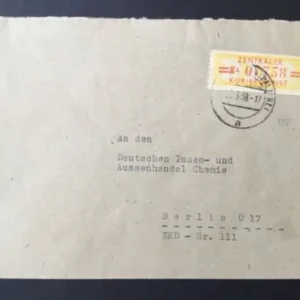 ZENTRALER
KURIERDIENST
a
An den
Deutschen Innen- und
Aussenhandel Chemie
Berlin O 17
ZKD - Nr. 111